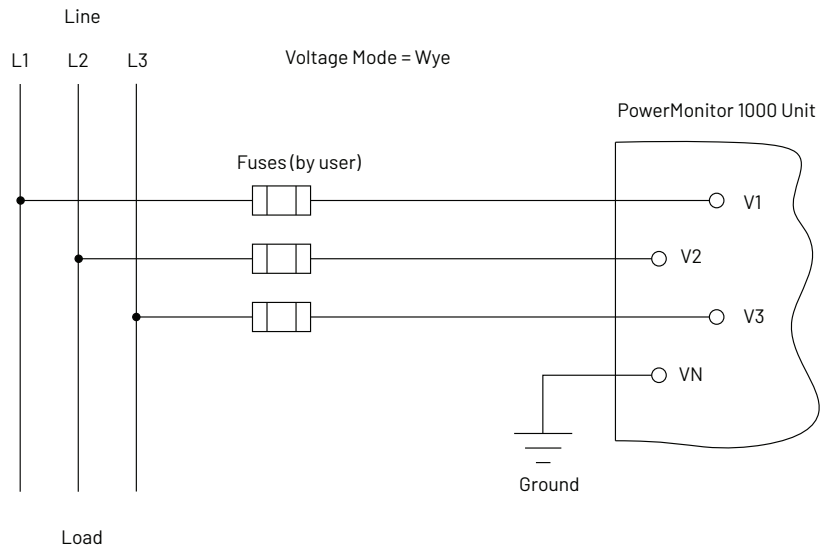 Line
L1 L2 L3
Voltage Mode = Wye
PowerMonitor 1000 Unit
Fuses (by user)
V1
V2
V3
VN
Ground
Load